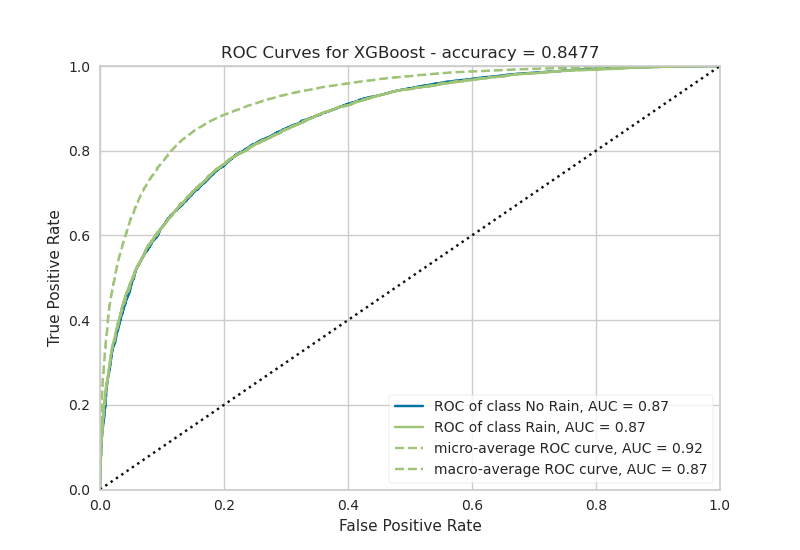 ROC Curves for XGBoost - accuracy = 0.8477
1.0
0.8
0.6
0.4
0.2
0.0
True Positive Rate
ROC of class No Rain, AUC = 0.87
ROC of class Rain, AUC = 0.87
micro-average ROC curve, AUC = 0.92
macro-average ROC curve, AUC = 0.87
0.0 0.2 0.4 0.6 0.8 1.0
False Positive Rate